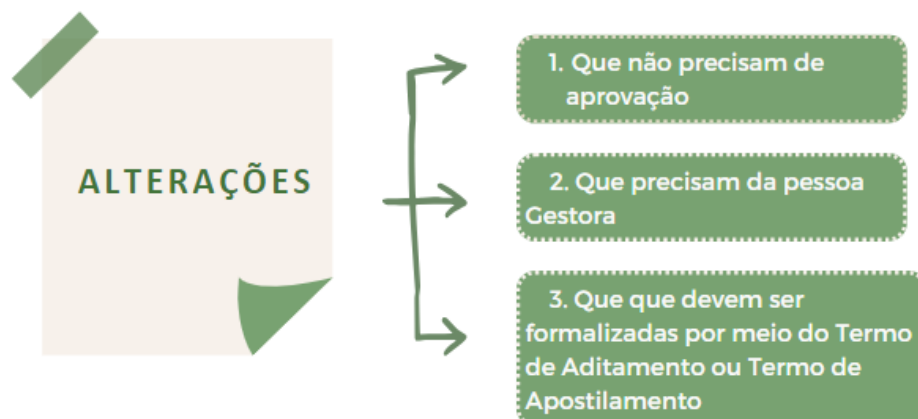 ALTERAÇÕES
1. Que não precisam de
aprovação
2. Que precisam da pessoa
Gestora
3. Que que devem ser
formalizadas por meio do Termo
de Aditamento ou Termo de
Apostilamento